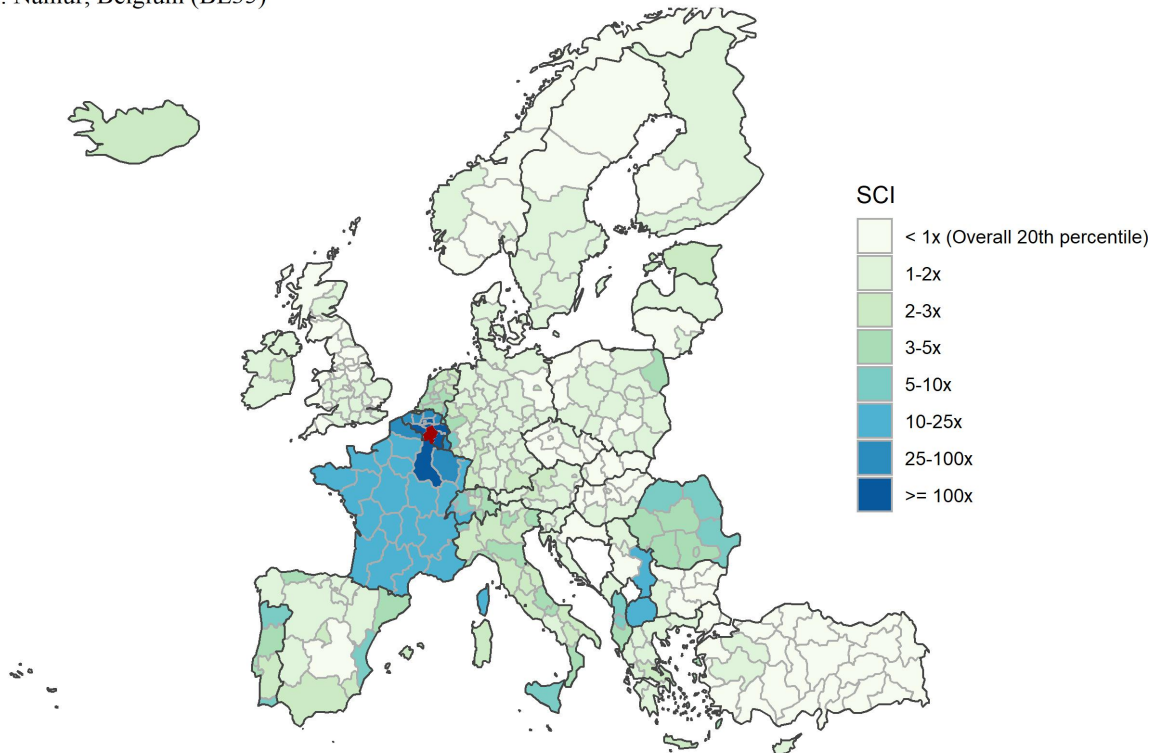 : Namur, Belgium (BE35)
SCI
< 1x (Overall 20th percentile)
1-2x
2-3x
3-5x
5-10x
10-25x
25-100x
>= 100x